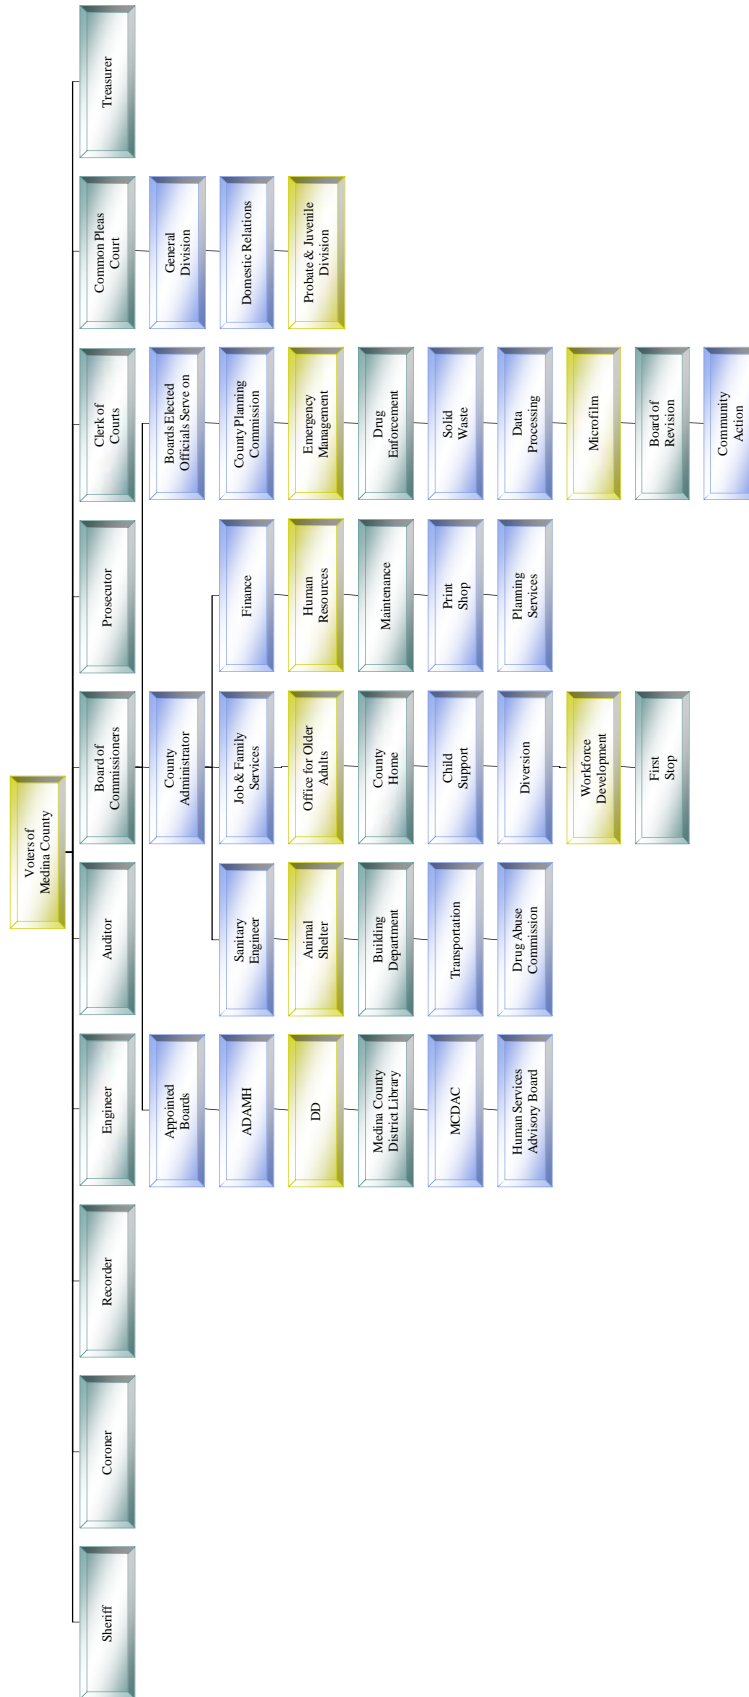 Voters of
Medina County
Sheriff
Coroner
Recorder
Engineer
Auditor
Board of
Commissioners
Prosecutor
Clerk of
Courts
Common Pleas
Court
Treasurer
Appointed
Boards
County
Administrator
Boards Elected
Officials Serve on
General
Division
ADAMH
Sanitary
Engineer
Job & Family
Services
Finance
County Planning
Commission
Domestic Relations
DD
Animal
Shelter
Office for Older
Adults
Human
Resources
Emergency
Management
Probate & Juvenile
Division
Medina County
District Library
Building
Department
County
Home
Maintenance
Drug
Enforcement
MCDAC
Transportation
Child
Support
Print
Shop
Solid
Waste
Human Services
Advisory Board
Drug Abuse
Commission
Diversion
Planning
Services
Data
Processing
Workforce
Development
Microfilm
First
Stop
Board of
Revision
Community
Action